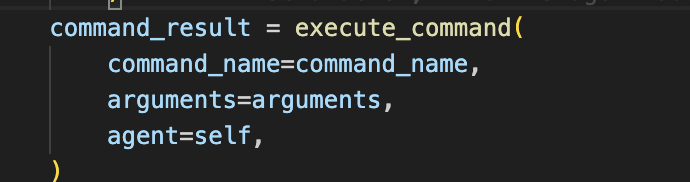 command_result = execute_command(
command_name=command_name,
arguments=arguments,
agent=self,
)